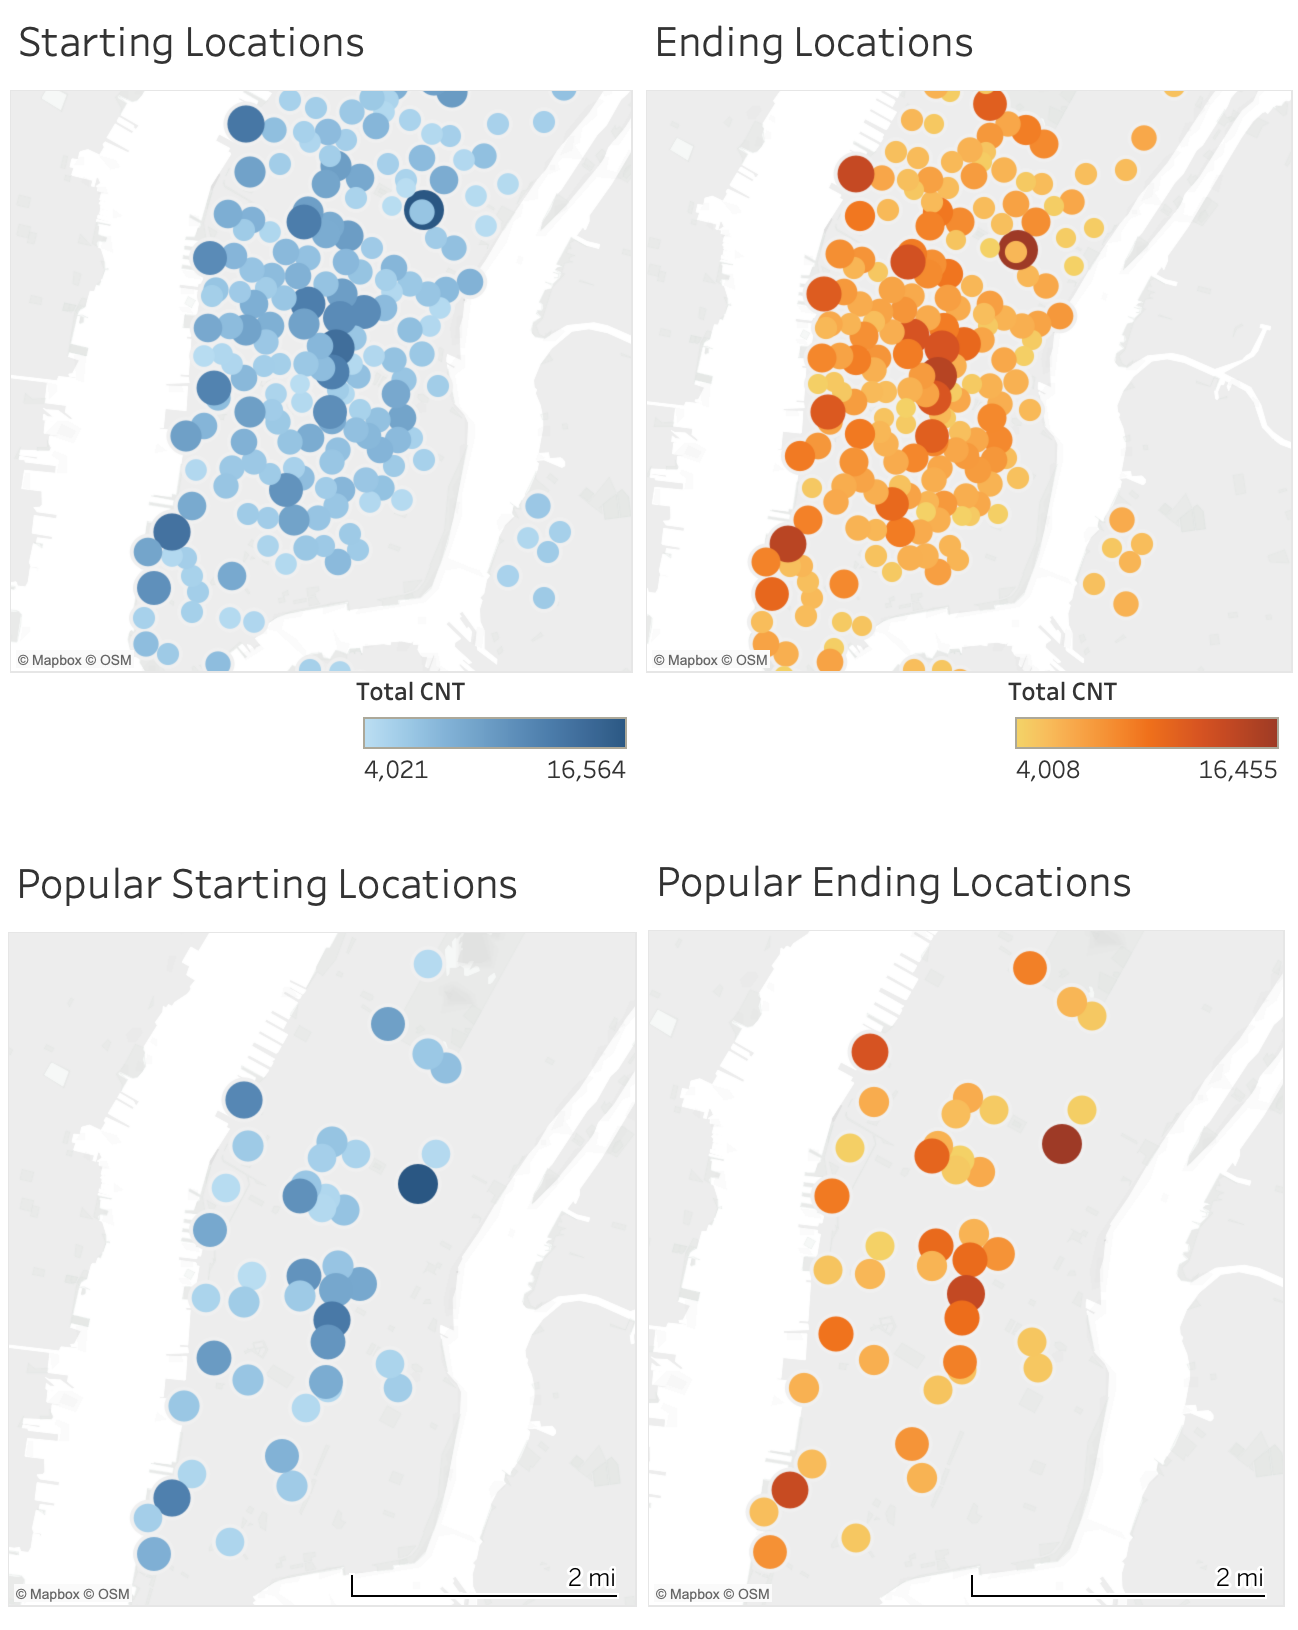 Starting Locations
Ending Locations
© Mapbox © OSM
© Mapbox © OSM
Total CNT
Total CNT
4,021
16,564
4,008
16,455
Popular Starting Locations
Popular Ending Locations
2 mi
2 mi
© Mapbox © OSM
© Mapbox © OSM